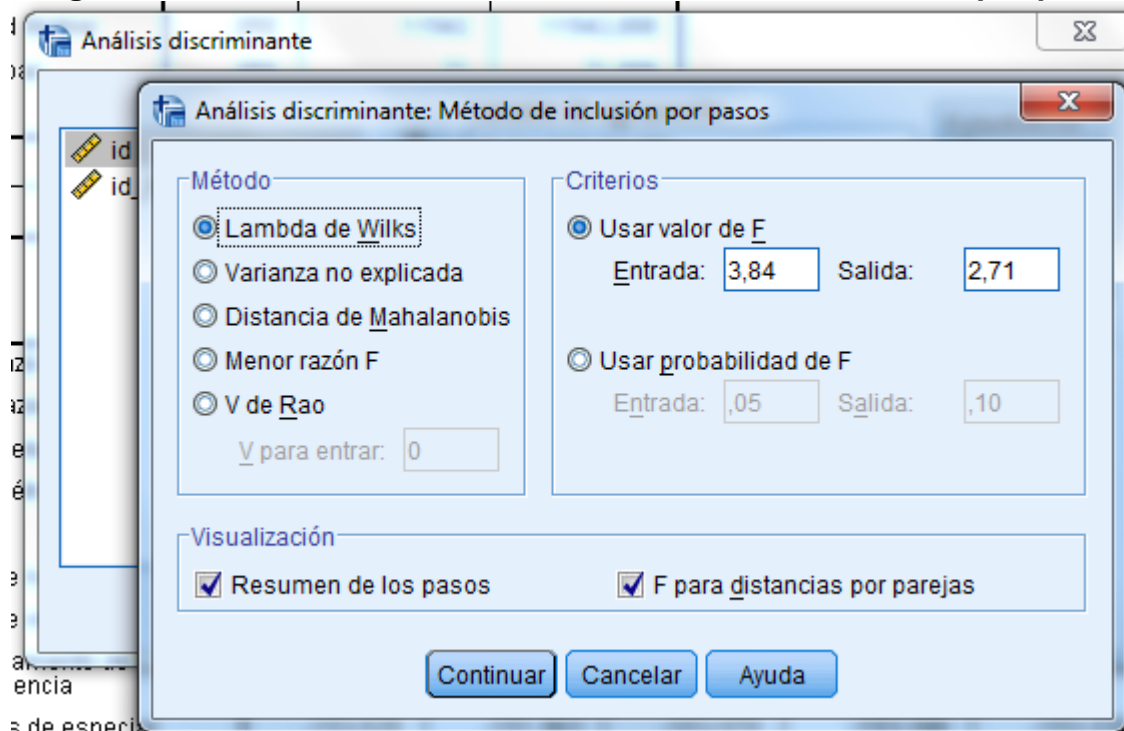 Análisis discriminante
Análisis discriminante: Método de inclusión por pasos
id
id_
Método
Lambda de Wilks
Varianza no explicada
Distancia de Mahalanobis
Menor razón F
V de Rao
V para entrar: 0
Criterios
Usar valor de F
Entrada: 3,84 Salida: 2,71
Usar probabilidad de F
Entrada: ,05 Salida: ,10
Visualización
Resumen de los pasos
F para distancias por parejas
Continuar Cancelar Ayuda
encia
s de especi